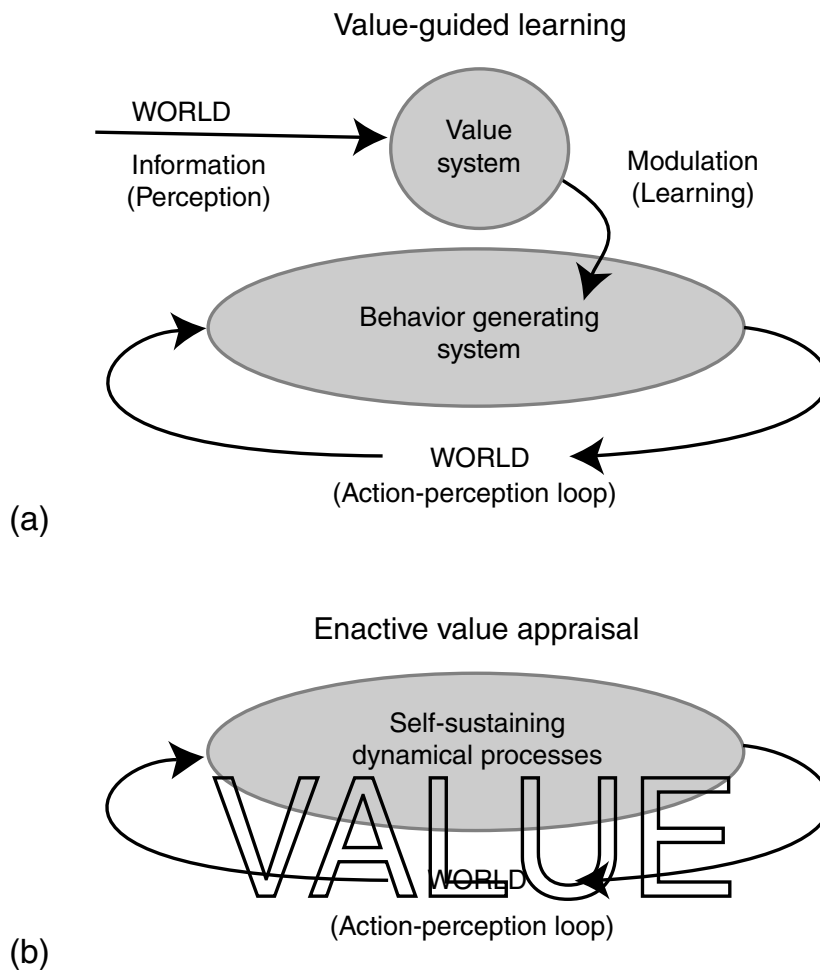 Value-guided learning
WORLD
Information
(Perception)
Value
system
Modulation
(Learning)
Behavior generating
system
WORLD
(Action-perception loop)
(a)
Enactive value appraisal
Self-sustaining
dynamical processes
VALUE
WORLD
(Action-perception loop)
(b)